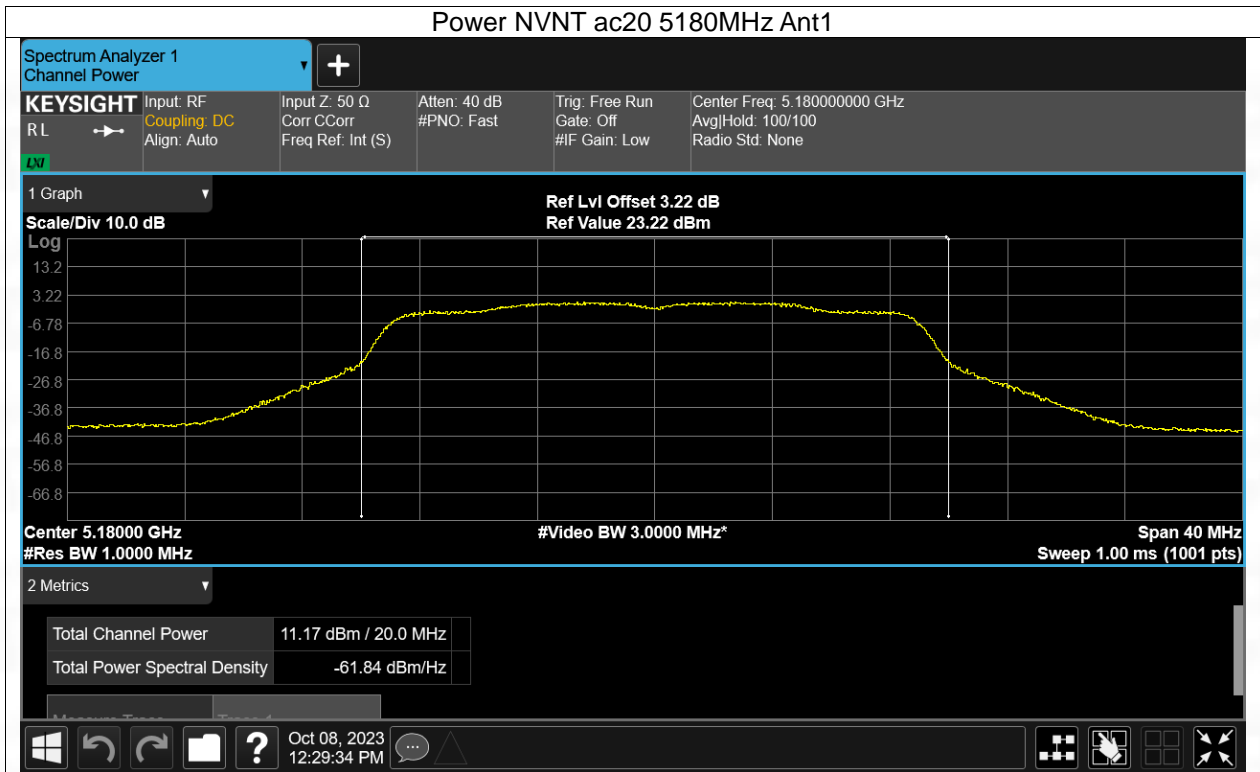 Power NVNT ac20 5180MHz Ant1
Spectrum Analyzer 1
Channel Power
KEYSIGHT
R L
LXI
Input: RF
Coupling: DC
Align: Auto
Input Z: 50 Ω
Corr CCorr
Freq Ref: Int (S)
Atten: 40 dB
#PNO: Fast
Trig: Free Run
Gate: Off
#IF Gain: Low
Center Freq: 5.180000000 GHz
Avg|Hold: 100/100
Radio Std: None
1 Graph
Ref Lvl Offset 3.22 dB
Scale/Div 10.0 dB
Ref Value 23.22 dBm
Log
13.2
3.22
-6.78
-16.8
-26.8
-36.8
-46.8
-56.8
-66.8
Center 5.18000 GHz
#Video BW 3.0000 MHz*
Span 40 MHz
#Res BW 1.0000 MHz
Sweep 1.00 ms (1001 pts)
2 Metrics
Total Channel Power 11.17 dBm / 20.0 MHz
Total Power Spectral Density -61.84 dBm/Hz
Oct 08, 2023
12:29:34 PM